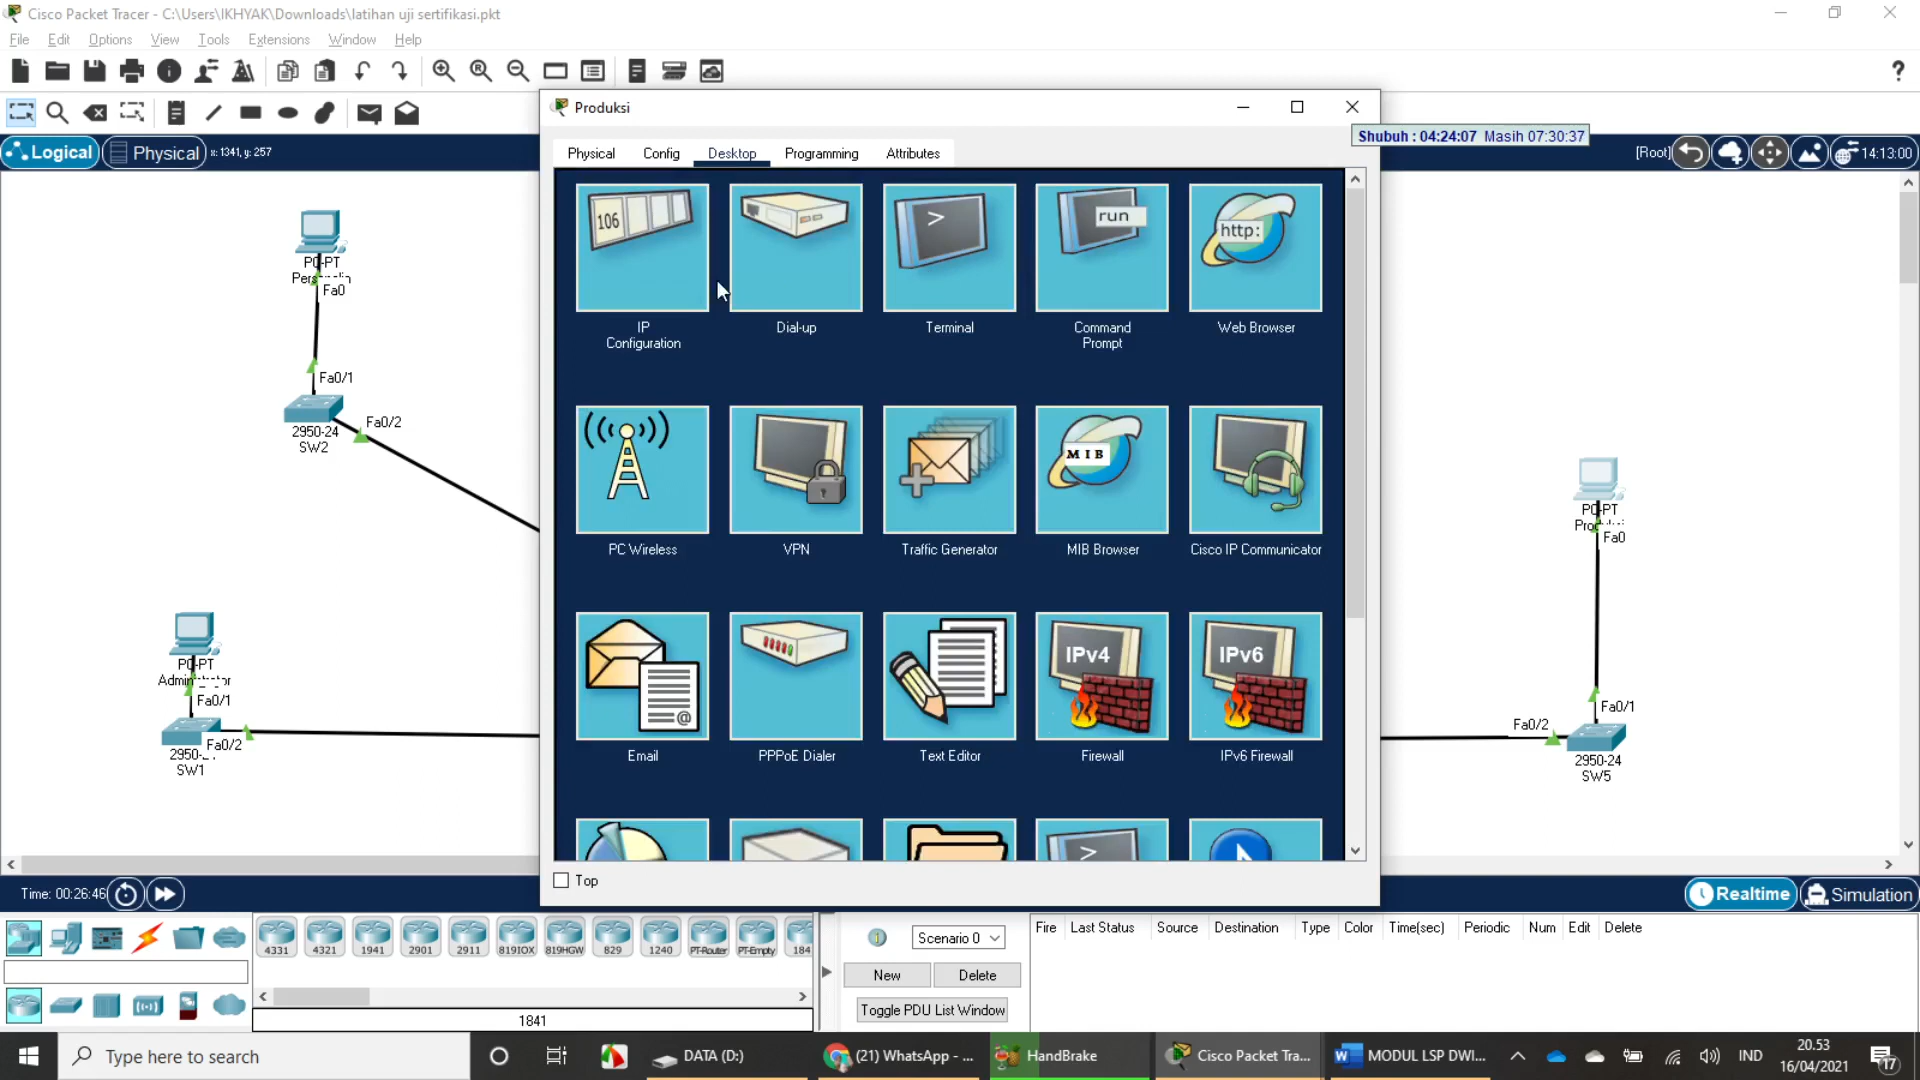 Cisco Packet Tracer - C:\Users\IKHYAK\Downloads\latihan uji sertifikasi.pkt
File Edit Options View Tools Extensions Window Help
Produksi
Shubuh : 04:24:07 Masih 07:30:37
Logical Physical x: 1341, y: 257
[Root] 14:13:00
Physical Config Desktop Programming Attributes
106
>
run
http:
IP Configuration
Dial-up
Terminal
Command Prompt
Web Browser
MIB
PC Wireless
VPN
Traffic Generator
MIB Browser
Cisco IP Communicator
@
IPv4
IPv6
Email
PPPoE Dialer
Text Editor
Firewall
IPv6 Firewall
>
Top
PC-PT
Fa0
Fa0/1
Fa0/2
2950-24
SW2
PC-PT
Fa0/1
Fa0/2
SW1
PC-PT
Fa0
Fa0/1
Fa0/2
2950-24
SW5
Time: 00:26:46
Realtime Simulation
4331 4321 1941 2901 2911 819IOX 819HGW 829 1240 PT-Router PT-Empty 184
1841
Scenario 0
New Delete
Toggle PDU List Window
Fire Last Status Source Destination Type Color Time(sec) Periodic Num Edit Delete
Type here to search
DATA (D:)
(21) WhatsApp - ...
HandBrake
Cisco Packet Tra...
MODUL LSP DWI...
IND
20.53
16/04/2021
17